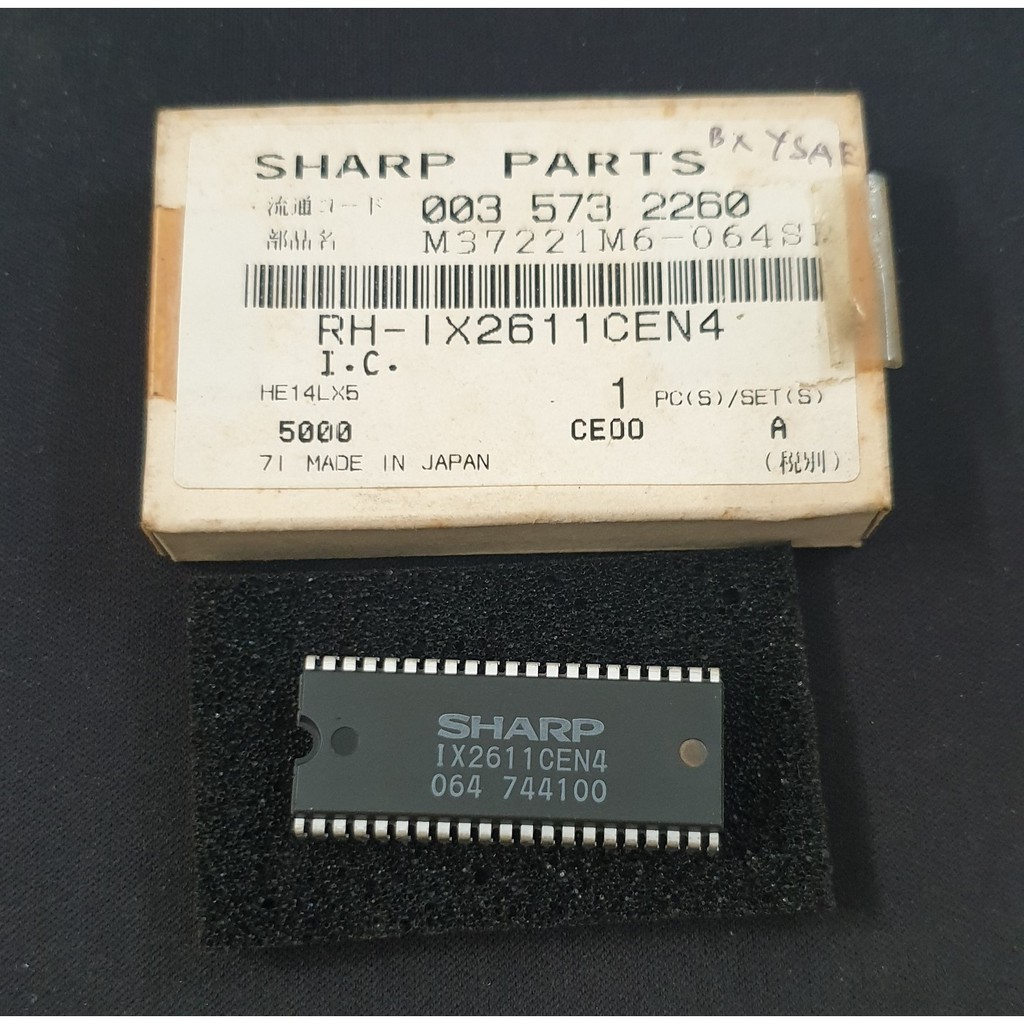 BX YSAE
SHARP PARTS
流通コード 003 573 2260
部品名 M37221M6-064S
RH-IX2611CEN4
I.C.
HE14LX5 1 PC(S)/SET(S)
5000 CE00 A
71 MADE IN JAPAN (税別)
SHARP
IX2611CEN4
064 744100